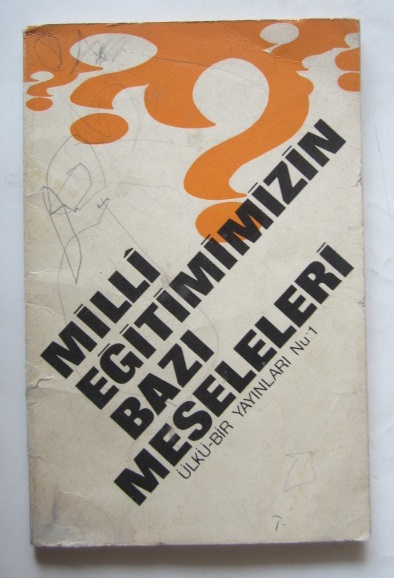 MİLLİ
EĞİTİMİMİZİN
BAZI
MESELELERİ
ÜLKÜ-BİR YAYINLARI Nu:1